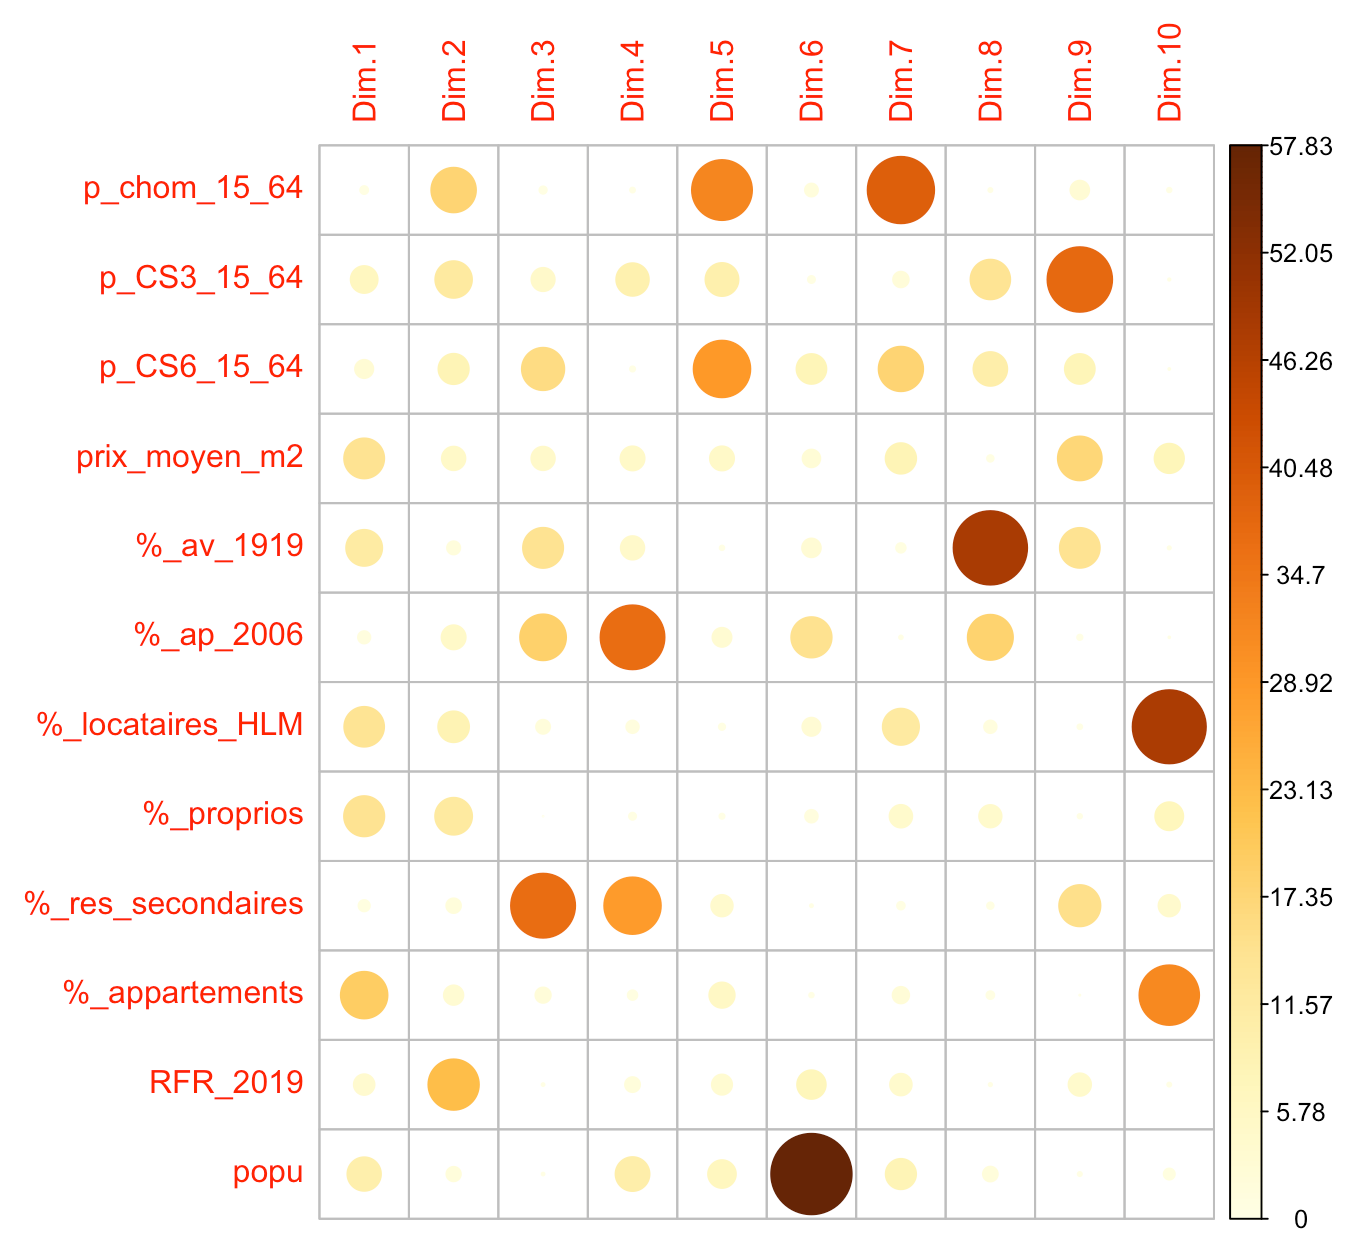 Dim.1 Dim.2 Dim.3 Dim.4 Dim.5 Dim.6 Dim.7 Dim.8 Dim.9 Dim.10
p_chom_15_64
p_CS3_15_64
p_CS6_15_64
prix_moyen_m2
%_av_1919
%_ap_2006
%_locataires_HLM
%_proprios
%_res_secondaires
%_appartements
RFR_2019
popu
57.83
52.05
46.26
40.48
34.7
28.92
23.13
17.35
11.57
5.78
0